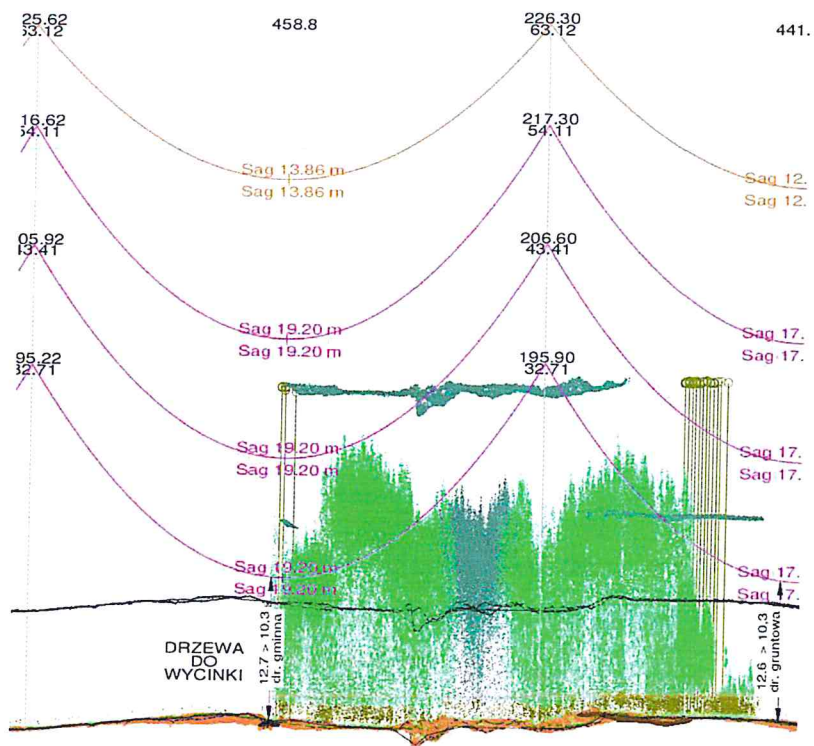 25.62
63.12
458.8
226.30
63.12
441.
Sag 13.86 m
Sag 13.86 m
Sag 12.
Sag 12.
16.62
54.11
217.30
54.11
Sag 19.20 m
Sag 19.20 m
Sag 17.
Sag 17.
05.92
43.41
206.60
43.41
Sag 19.20 m
Sag 19.20 m
Sag 17.
Sag 17.
95.22
32.71
195.90
32.71
Sag 19.20 m
Sag 19.20 m
Sag 17.
Sag 17.
DRZEWA
DO
WYCINKI
12.7 > 10.3
dr. gminna
12.6 > 10.3
dr. gruntowa